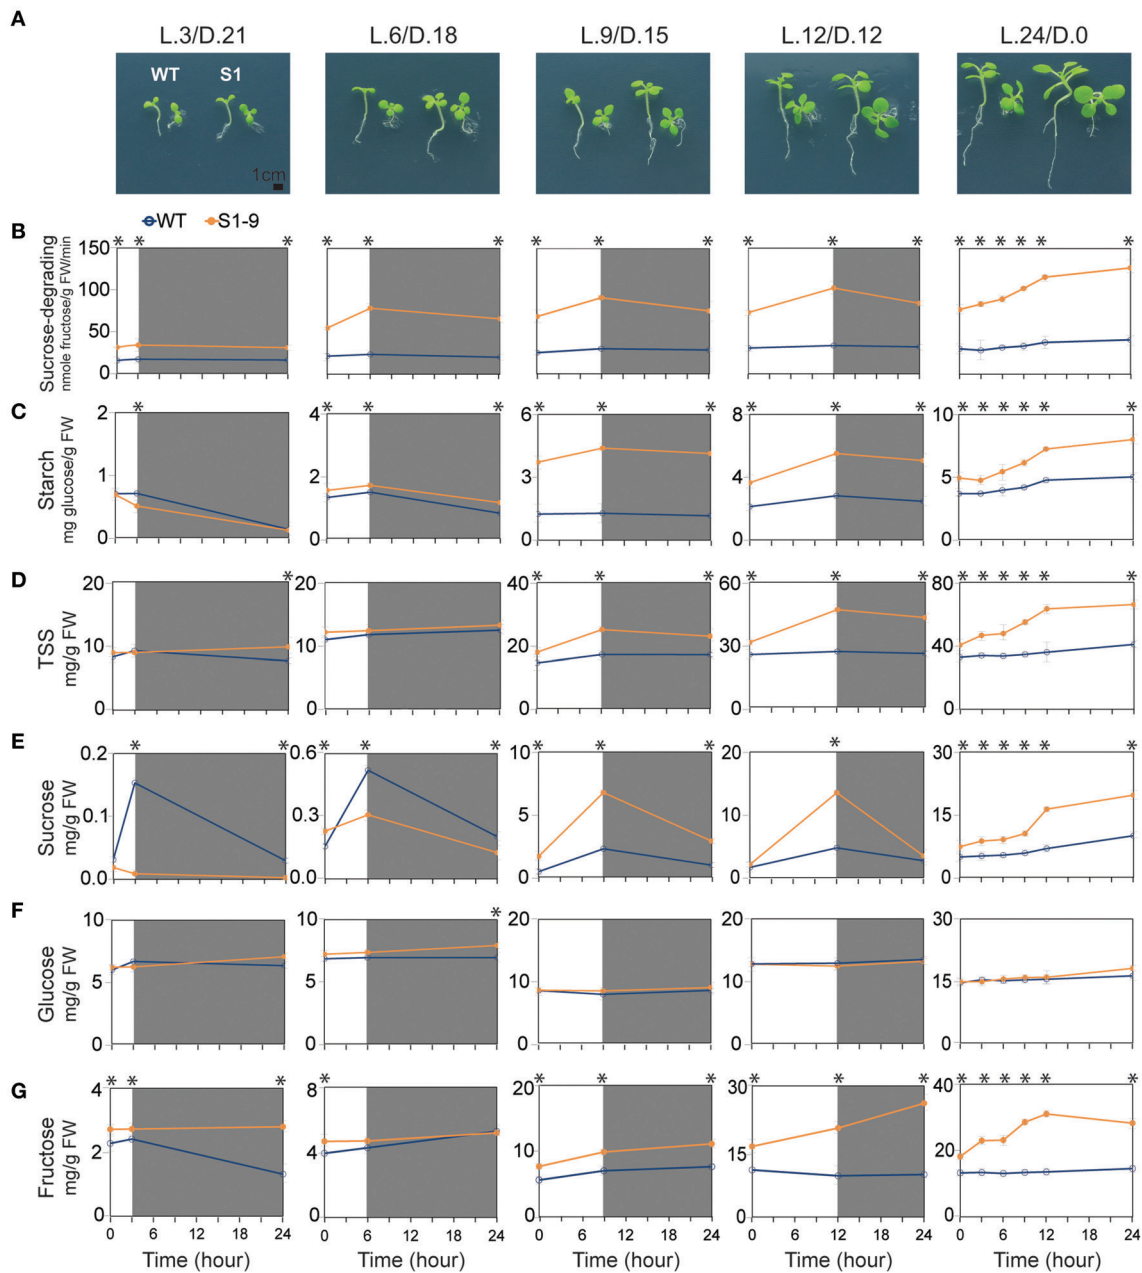 A
L.3/D.21 L.6/D.18 L.9/D.15 L.12/D.12 L.24/D.0
WT S1
1cm
WT S1-9
B
Sucrose-degrading
nmole fructose/g FW/min
150
100
50
0
* * * * * * * * * * * * * * * * * *
C
Starch
mg glucose/g FW
2 4 6 8 10
1 2 3 4 5
0 0 0 0 0
* * * * * * * * * * * * * * * *
D
TSS
mg/g FW
20 20 40 60 80
10 10 20 30 40
0 0 0 0 0
* * * * * * * * * * * * *
E
Sucrose
mg/g FW
0.2 0.6 10 20 30
0.1 0.3 5 10 15
0.0 0.0 0 0 0
* * * * * * * * * * * * * * *
F
Glucose
mg/g FW
10 10 20 20 30
5 5 10 10 15
0 0 0 0 0
*
G
Fructose
mg/g FW
4 8 20 30 40
2 4 10 15 20
0 0 0 0 0
* * * * * * * * * * * * * * * *
0 6 12 18 24 0 6 12 18 24 0 6 12 18 24 0 6 12 18 24 0 6 12 18 24
Time (hour) Time (hour) Time (hour) Time (hour) Time (hour)